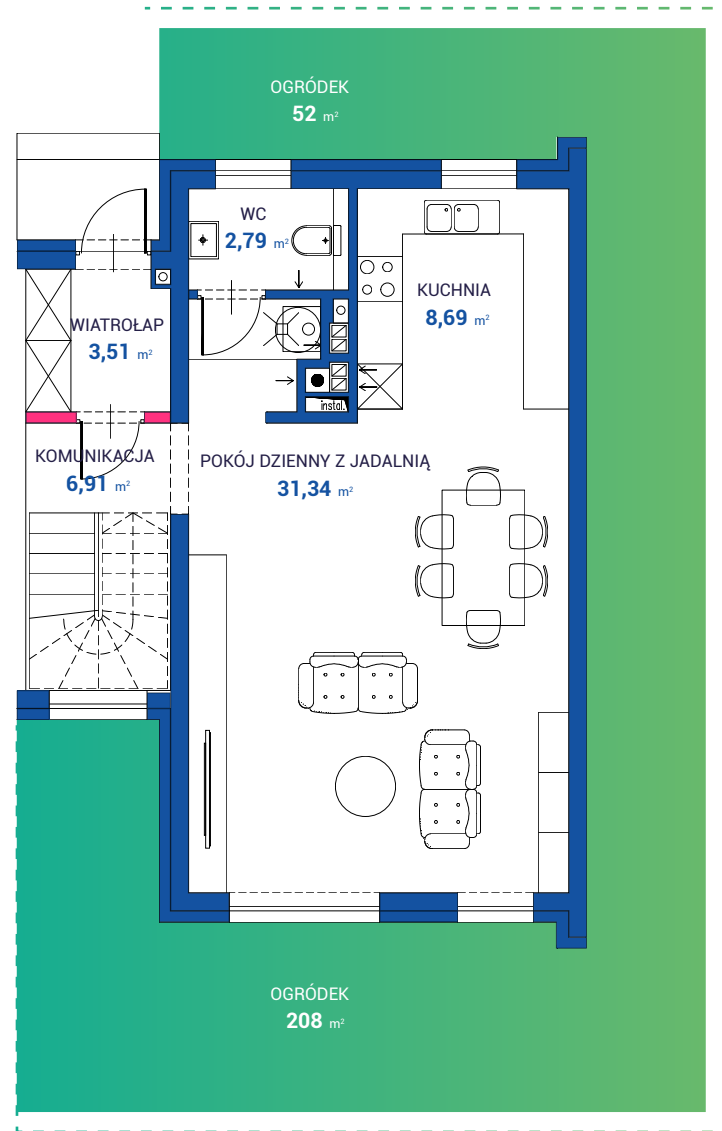 OGRÓDEK
52 m²
WC
2,79 m²
KUCHNIA
8,69 m²
WIATROŁAP
3,51 m²
instal.
KOMUNIKACJA
6,91 m²
POKÓJ DZIENNY Z JADALNIĄ
31,34 m²
OGRÓDEK
208 m²